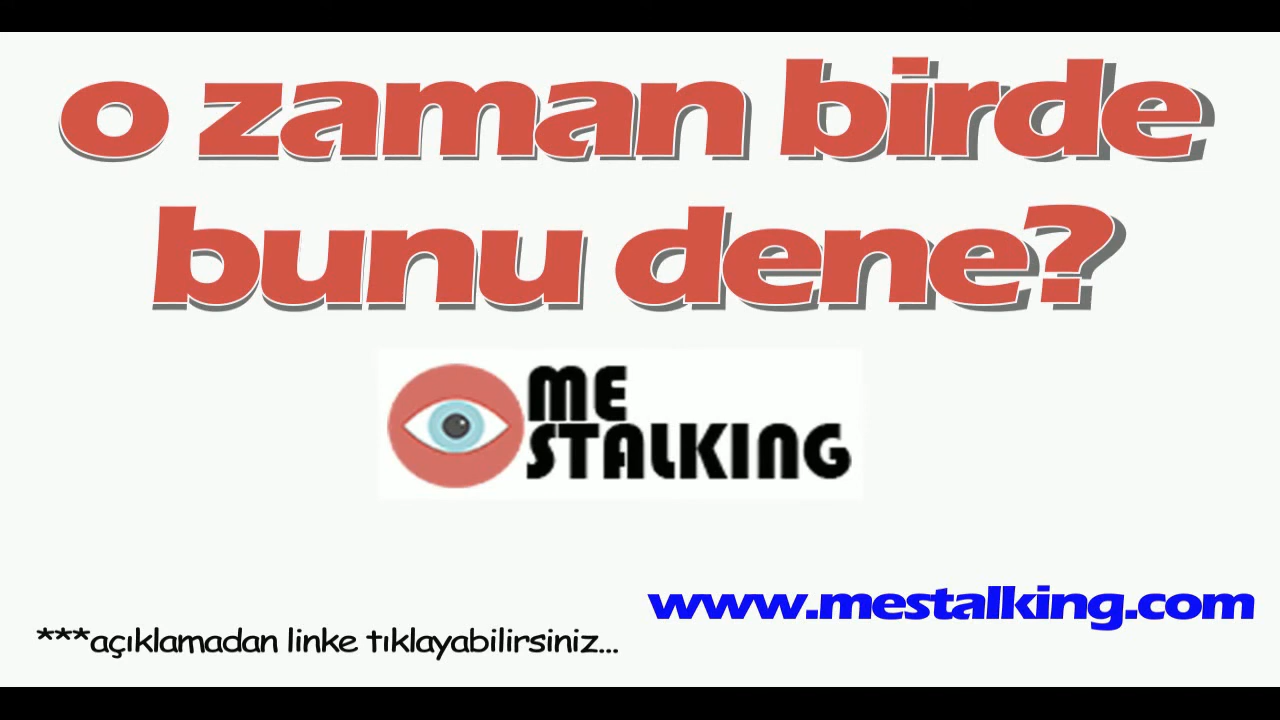 o zaman birde
bunu dene?
ME
STALKING
www.mestalking.com
***açıklamadan linke tıklayabilirsiniz...